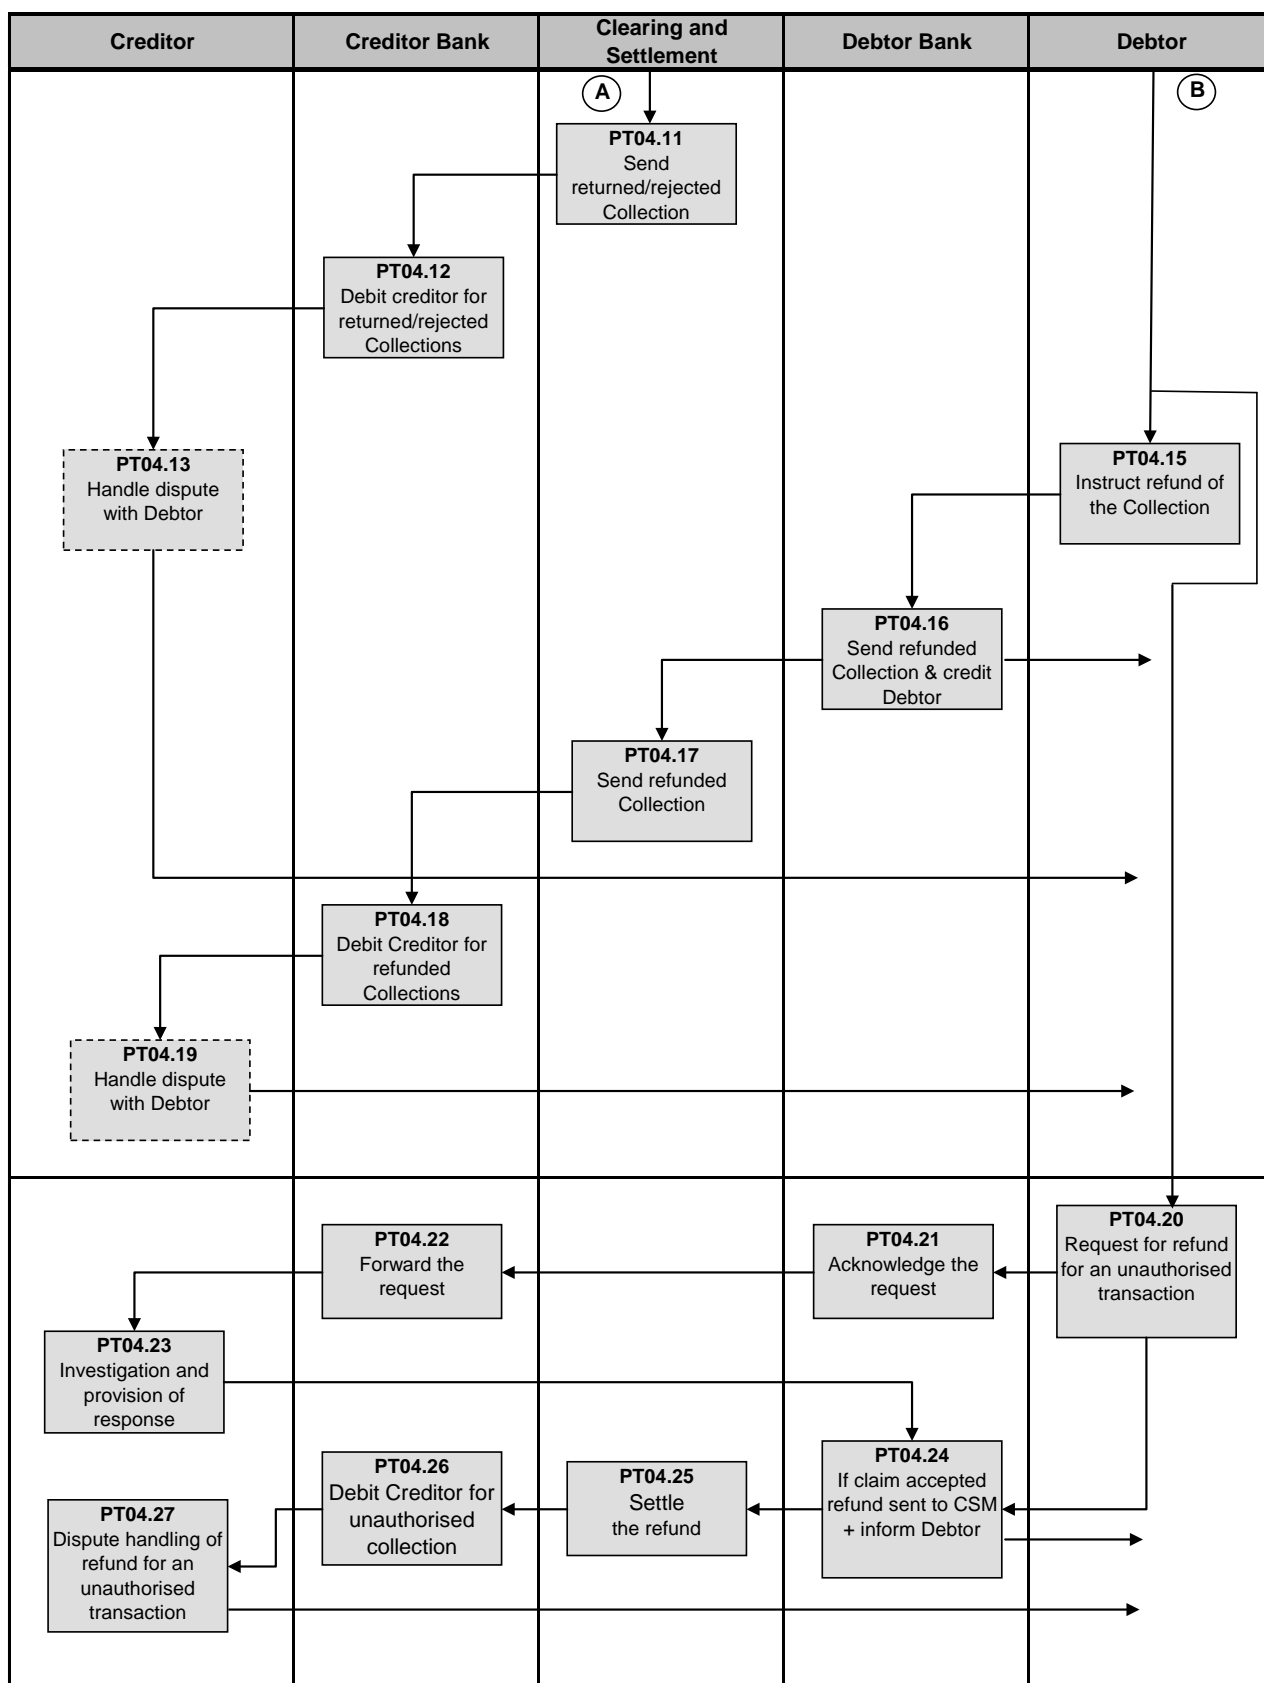 Creditor
Creditor Bank
Clearing and
Settlement
Debtor Bank
Debtor
A
B
PT04.11
Send
returned/rejected
Collection
PT04.12
Debit creditor for
returned/rejected
Collections
PT04.13
Handle dispute
with Debtor
PT04.15
Instruct refund of
the Collection
PT04.16
Send refunded
Collection & credit
Debtor
PT04.17
Send refunded
Collection
PT04.18
Debit Creditor for
refunded
Collections
PT04.19
Handle dispute
with Debtor
PT04.20
Request for refund
for an unauthorised
transaction
PT04.21
Acknowledge the
request
PT04.22
Forward the
request
PT04.23
Investigation and
provision of
response
PT04.24
If claim accepted
refund sent to CSM
+ inform Debtor
PT04.25
Settle
the refund
PT04.26
Debit Creditor for
unauthorised
collection
PT04.27
Dispute handling of
refund for an
unauthorised
transaction